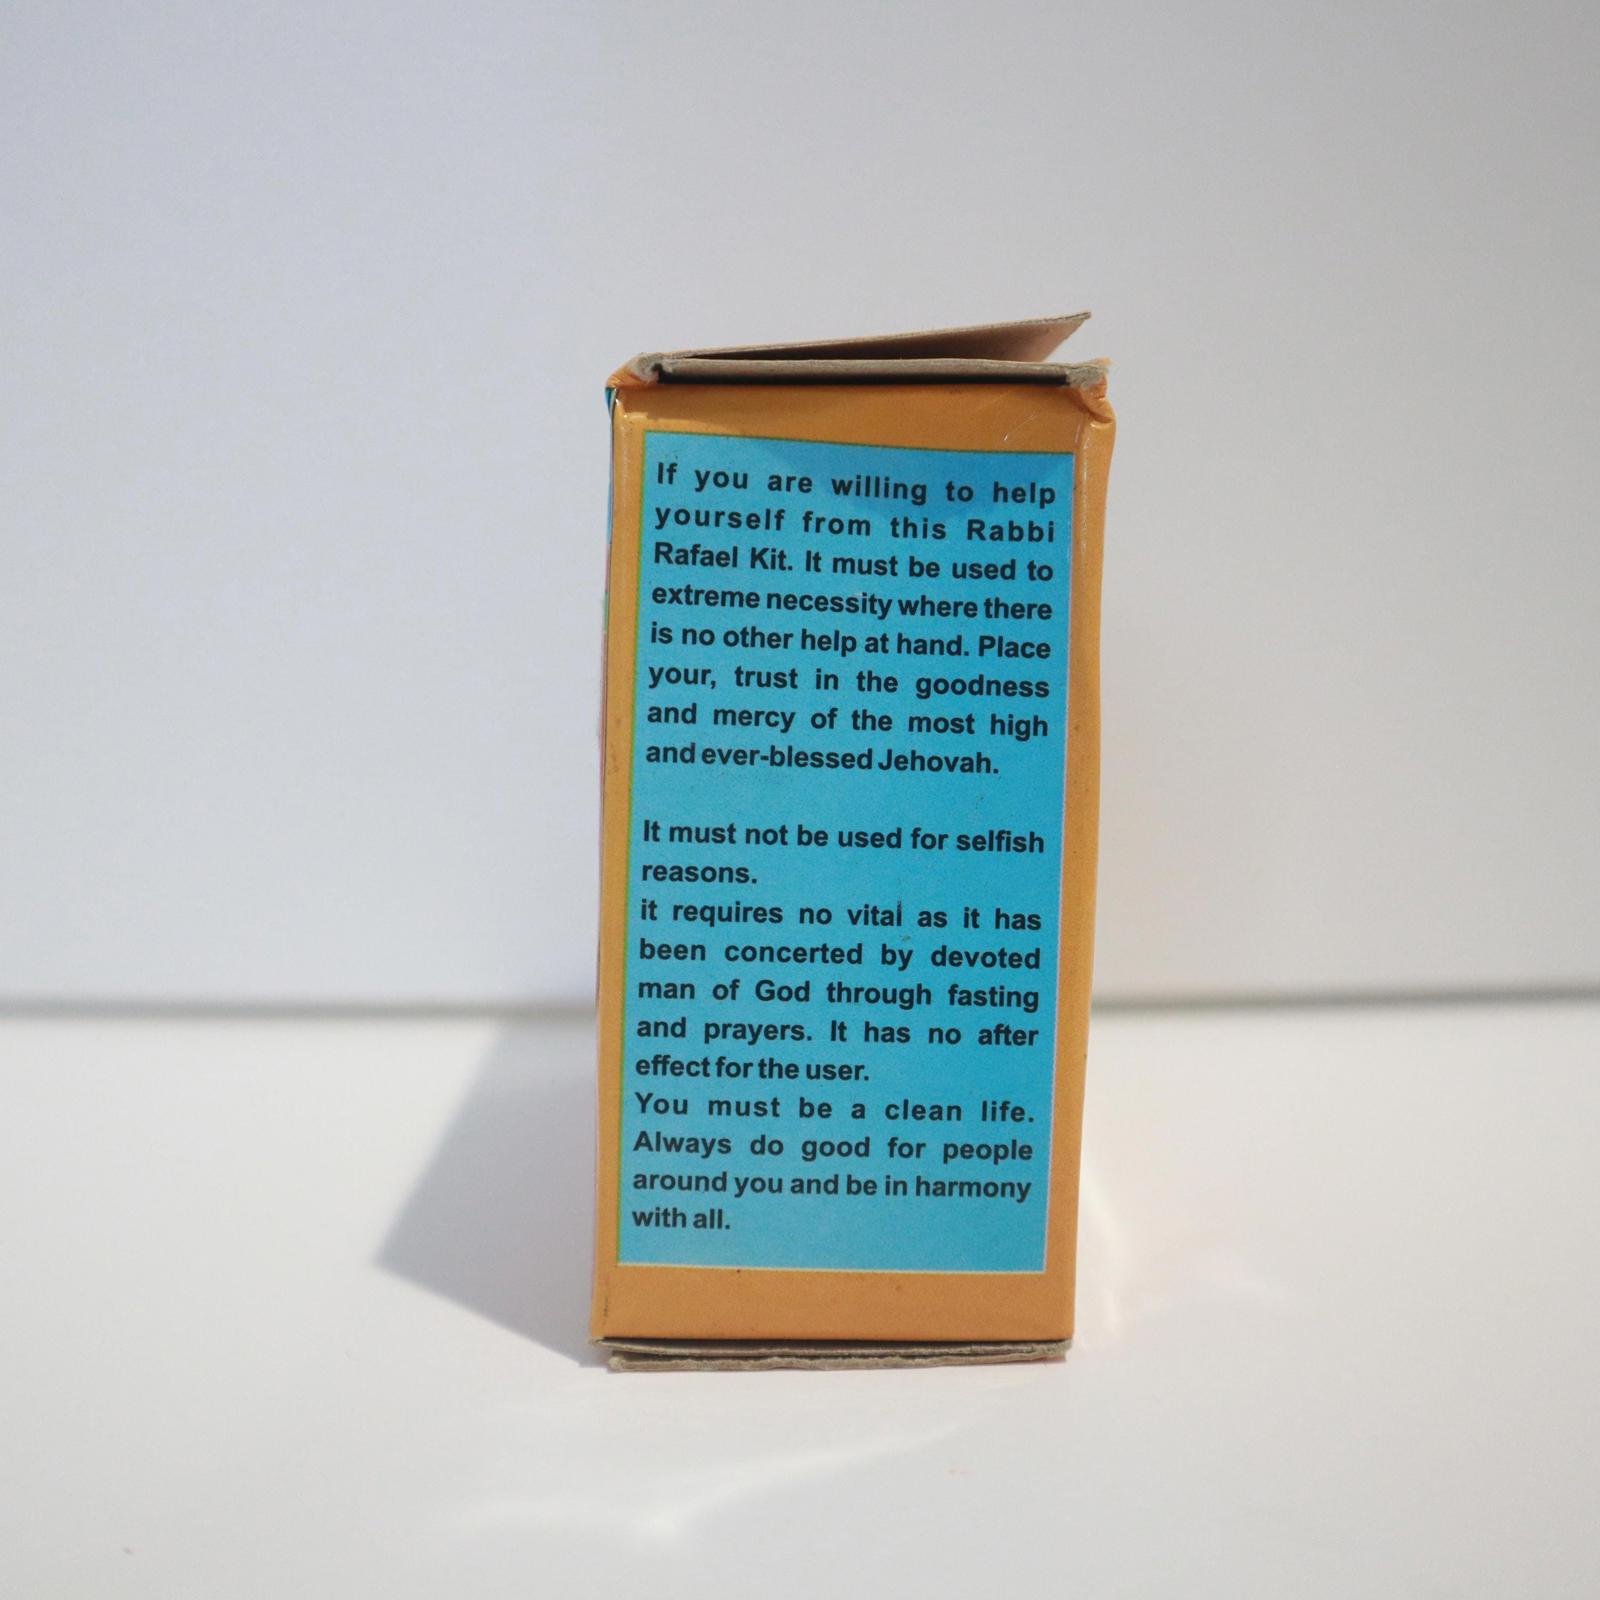 If you are willing to help
yourself from this Rabbi
Rafael Kit. It must be used to
extreme necessity where there
is no other help at hand. Place
your, trust in the goodness
and mercy of the most high
and ever-blessed Jehovah.
It must not be used for selfish
reasons.
it requires no vital as it has
been concerted by devoted
man of God through fasting
and prayers. It has no after
effect for the user.
You must be a clean life.
Always do good for people
around you and be in harmony
with all.